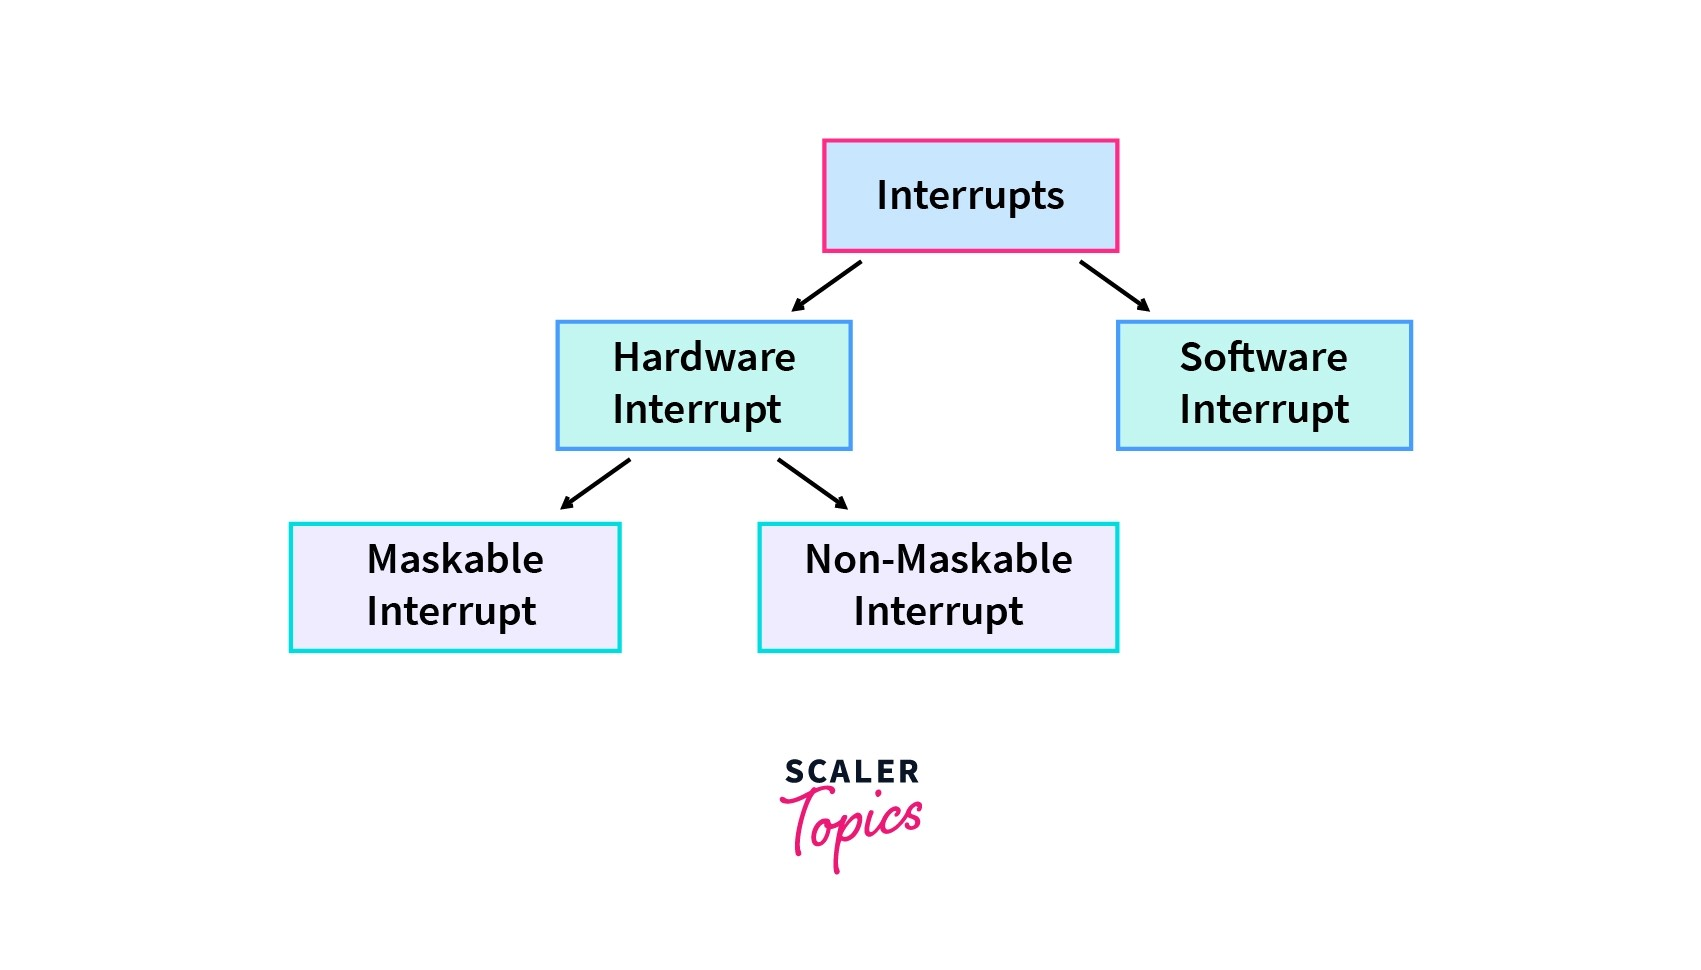 Interrupts
Hardware
Interrupt
Software
Interrupt
Maskable
Interrupt
Non-Maskable
Interrupt
SCALER
Topics